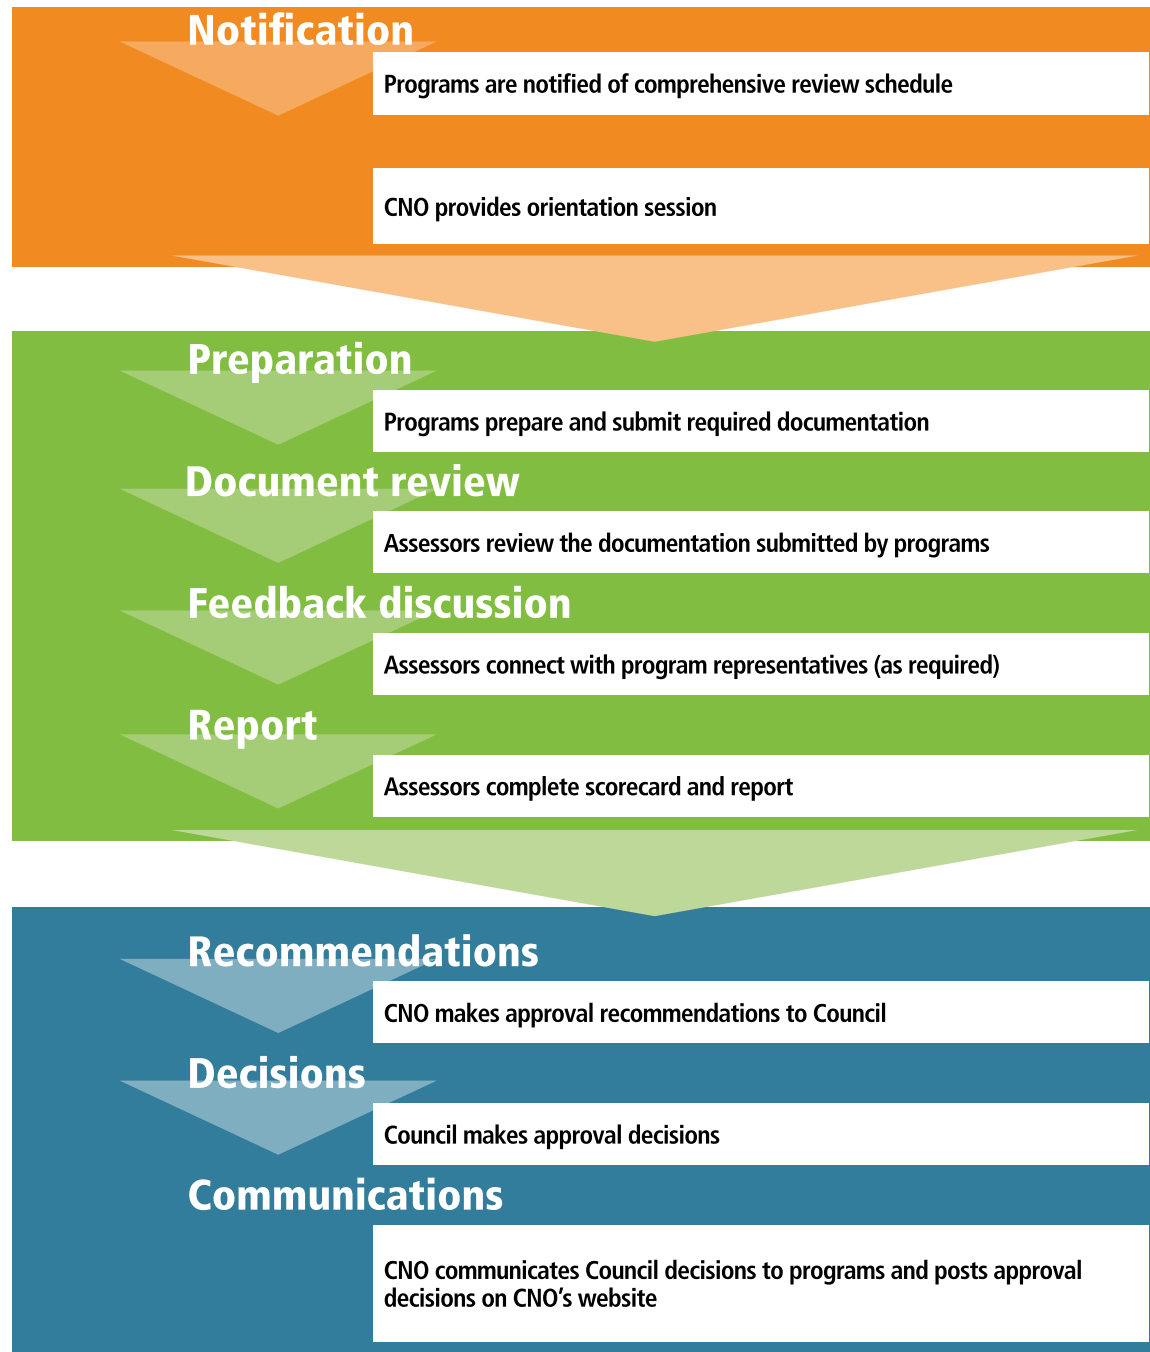 Notification
Programs are notified of comprehensive review schedule
CNO provides orientation session
Preparation
Programs prepare and submit required documentation
Document review
Assessors review the documentation submitted by programs
Feedback discussion
Assessors connect with program representatives (as required)
Report
Assessors complete scorecard and report
Recommendations
CNO makes approval recommendations to Council
Decisions
Council makes approval decisions
Communications
CNO communicates Council decisions to programs and posts approval
decisions on CNO’s website